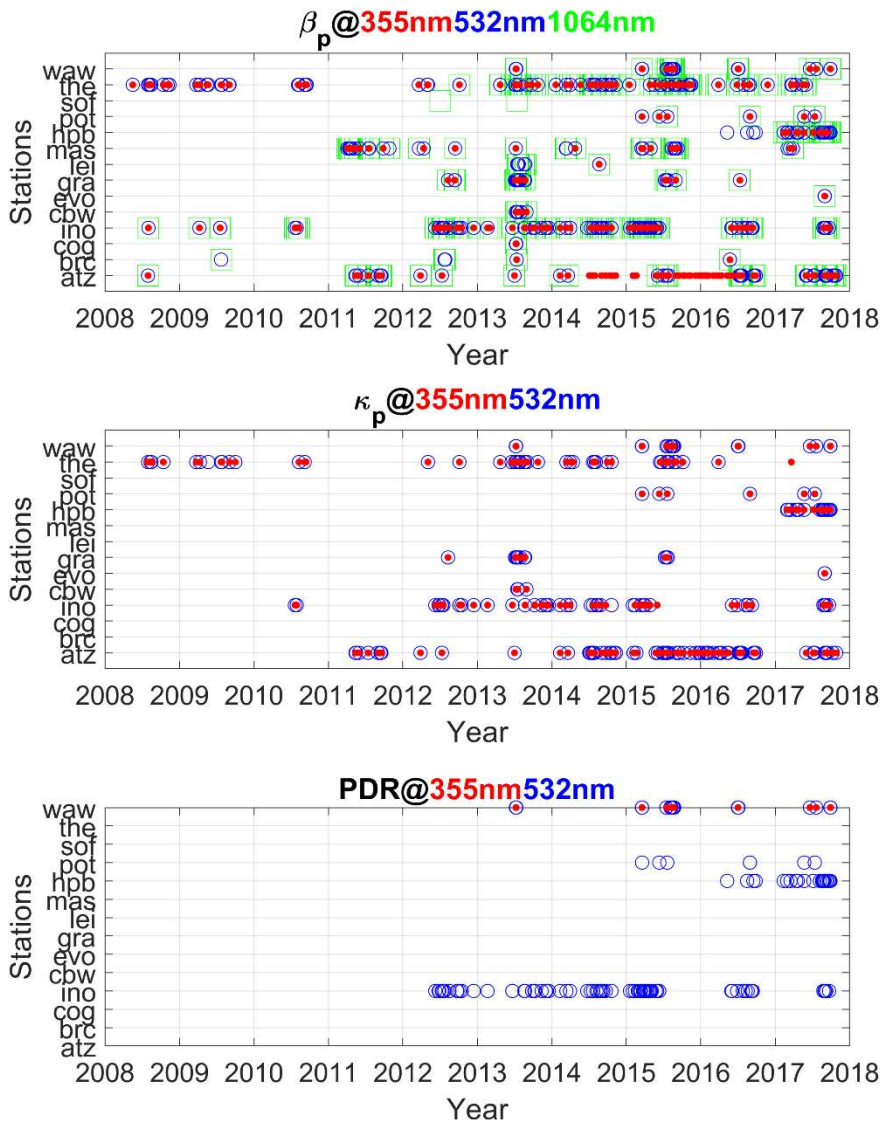 βp@355nm532nm1064nm
waw
the
sof
pot
hpb
mas
lei
gra
evo
cbw
ino
cog
brc
atz
Stations
2008 2009 2010 2011 2012 2013 2014 2015 2016 2017 2018
Year
κp@355nm532nm
waw
the
sof
pot
hpb
mas
lei
gra
evo
cbw
ino
cog
brc
atz
Stations
2008 2009 2010 2011 2012 2013 2014 2015 2016 2017 2018
Year
PDR@355nm532nm
waw
the
sof
pot
hpb
mas
lei
gra
evo
cbw
ino
cog
brc
atz
Stations
2008 2009 2010 2011 2012 2013 2014 2015 2016 2017 2018
Year